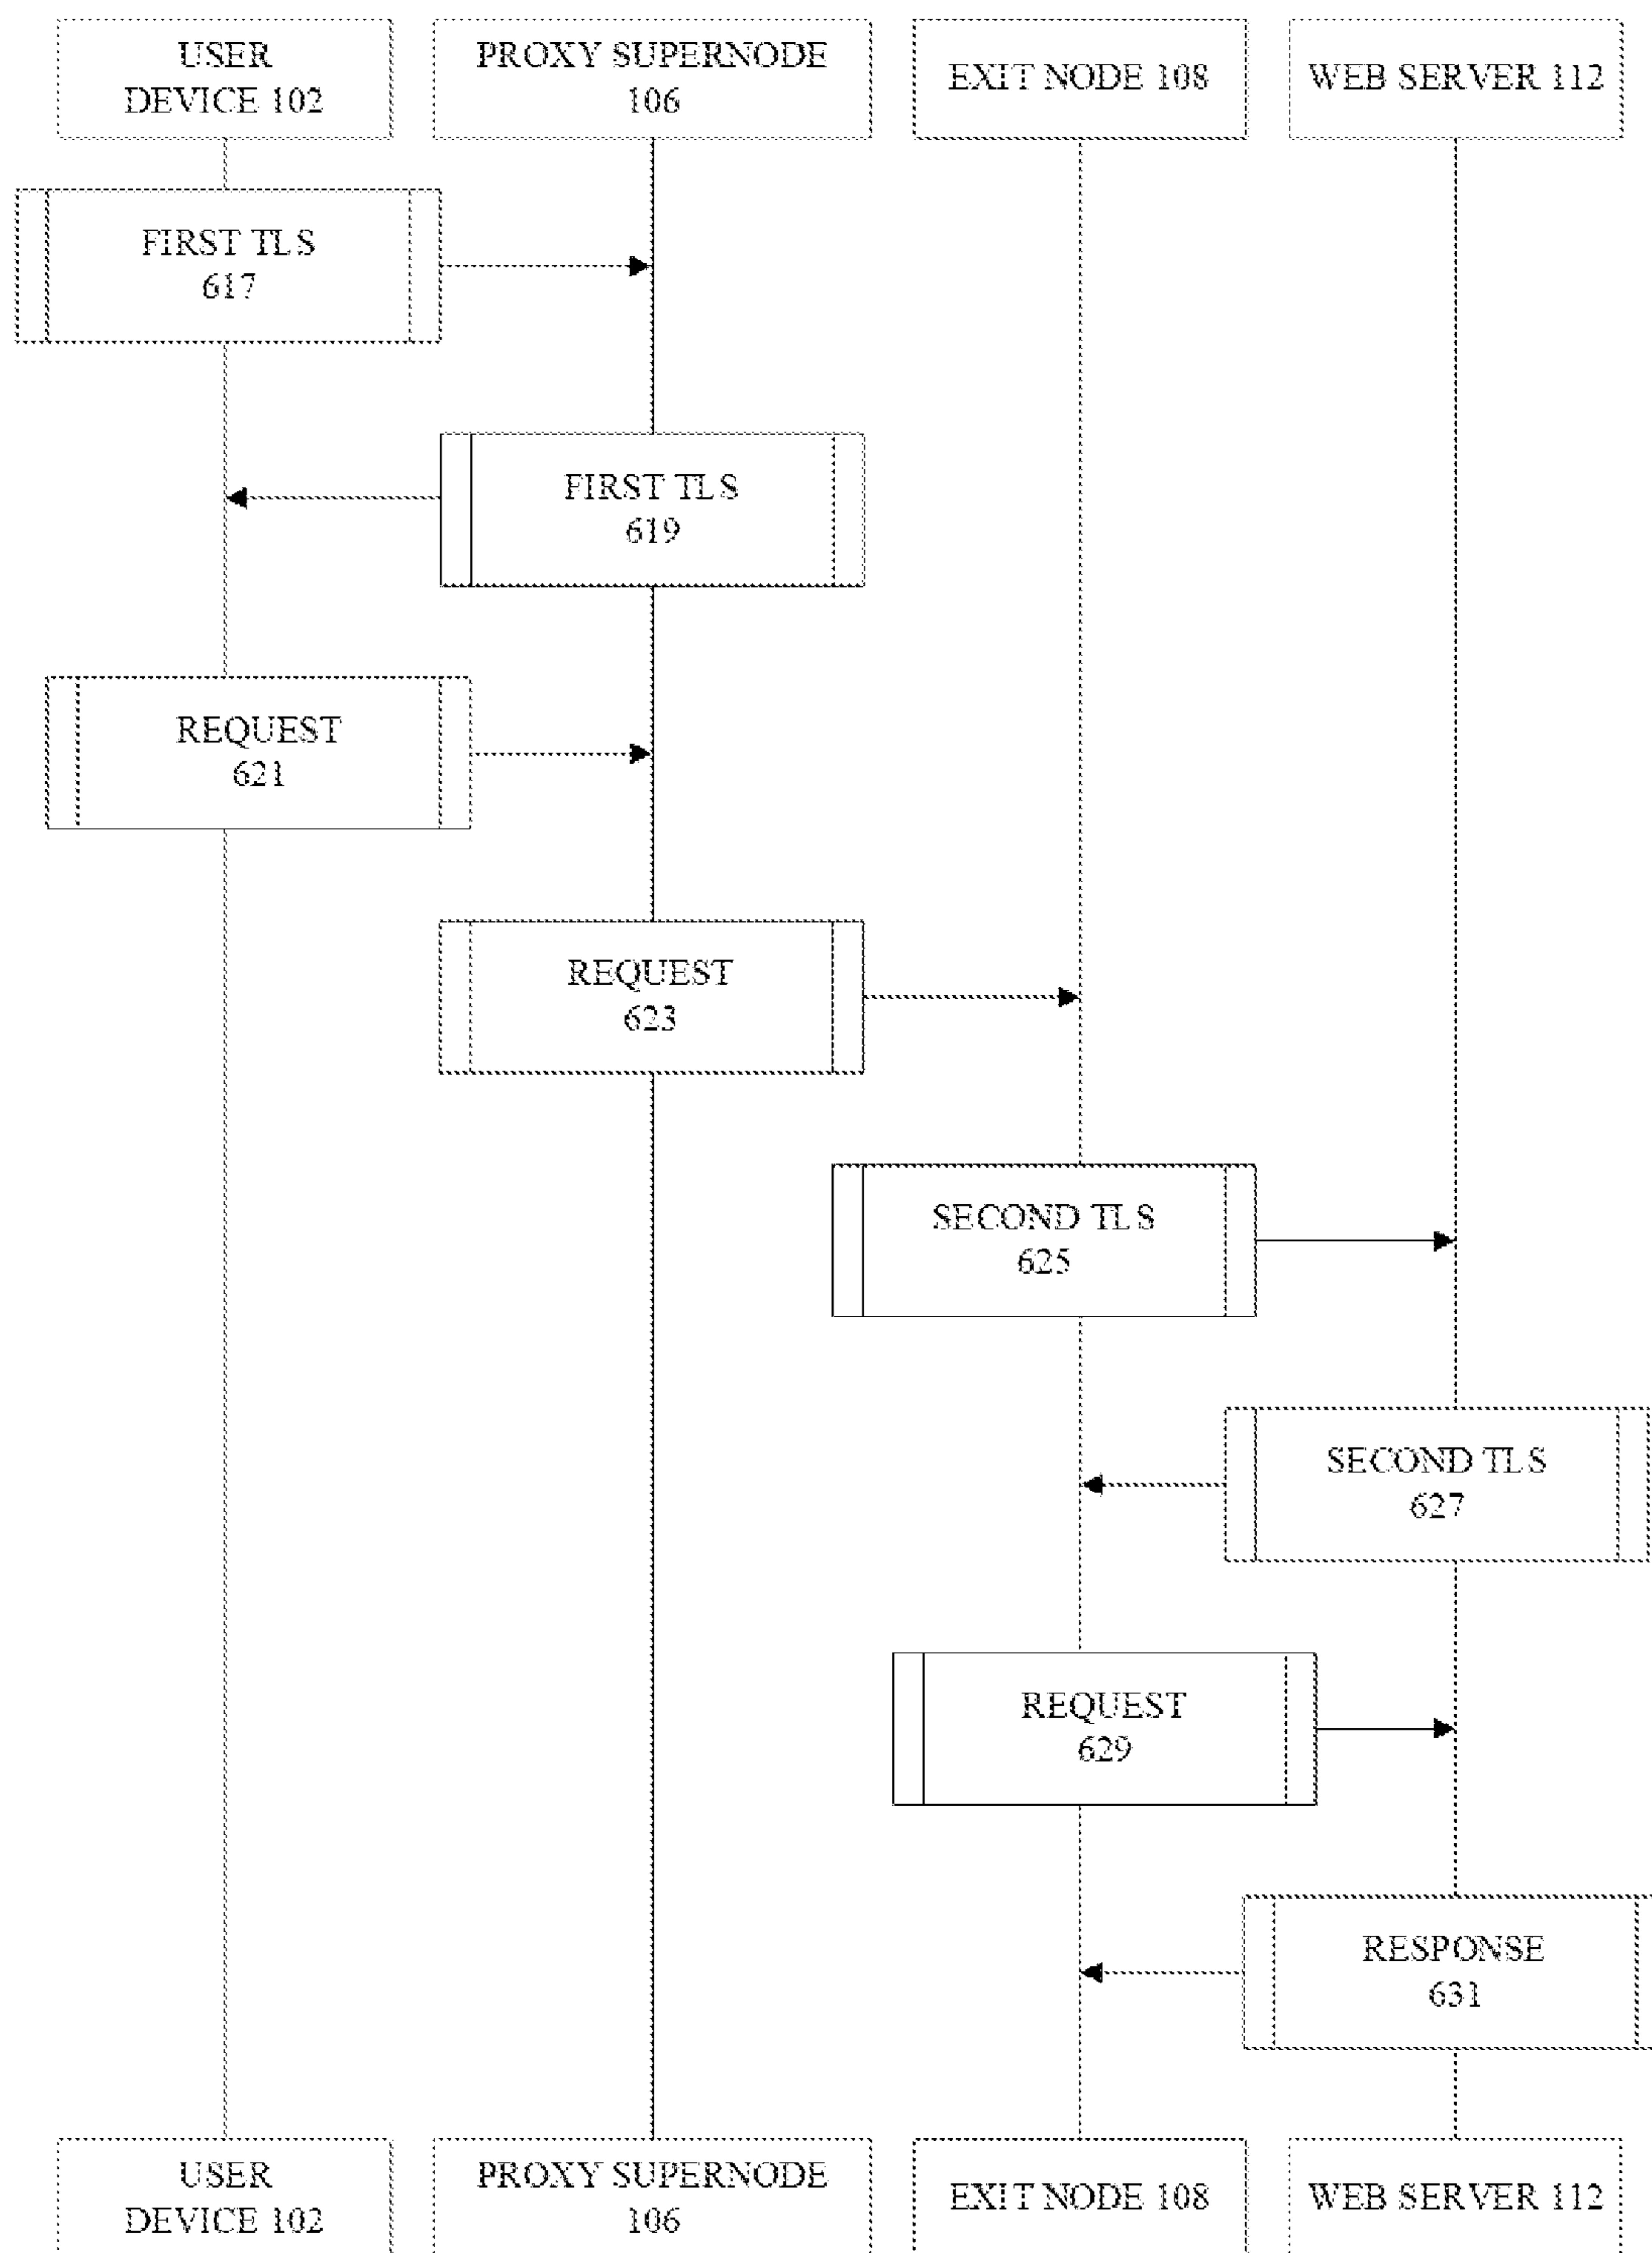 USER
DEVICE 102
PROXY SUPERNODE
106
EXIT NODE 108
WEB SERVER 112
FIRST TLS
617
FIRST TLS
619
REQUEST
621
REQUEST
623
SECOND TLS
625
SECOND TLS
627
REQUEST
629
RESPONSE
631
USER
DEVICE 102
PROXY SUPERNODE
106
EXIT NODE 108
WEB SERVER 112